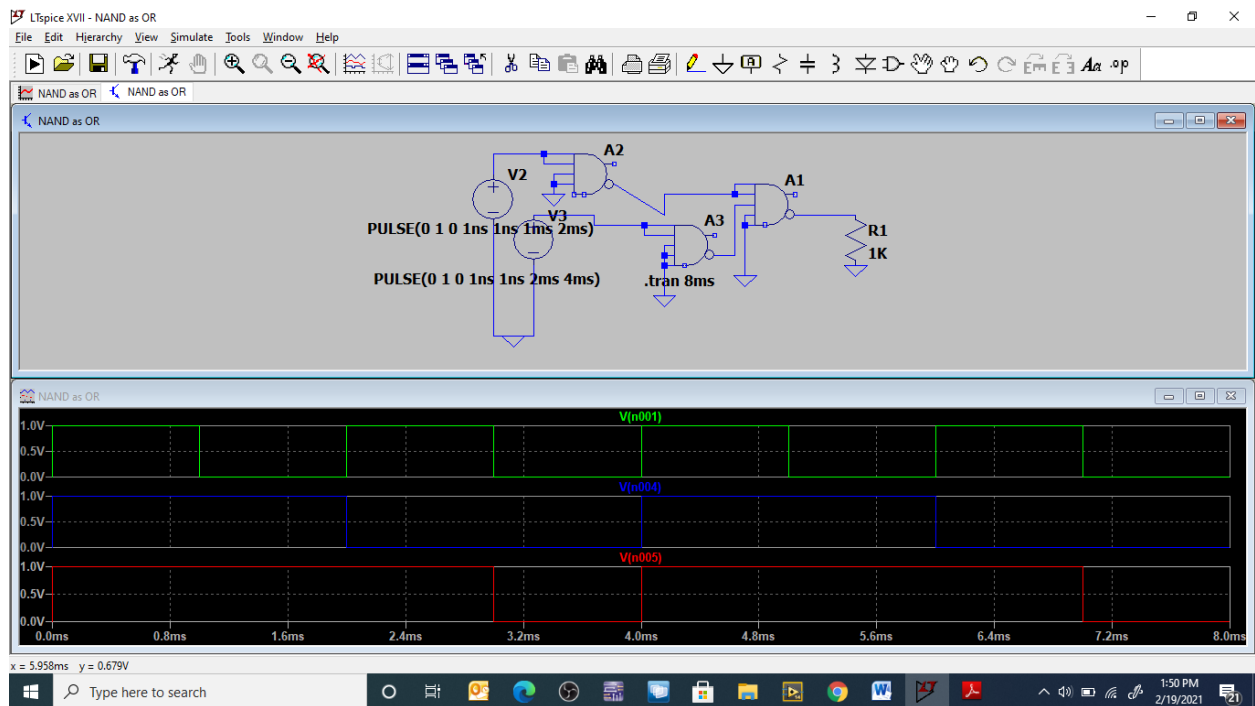 LTspice XVII - NAND as OR
File Edit Hierarchy View Simulate Tools Window Help
Aa .op
NAND as OR NAND as OR
NAND as OR
A2
V2
A1
V3
A3
PULSE(0 1 0 1ns 1ns 1ms 2ms)
R1
1K
PULSE(0 1 0 1ns 1ns 2ms 4ms)
.tran 8ms
NAND as OR
V(n001)
1.0V
0.5V
0.0V
V(n004)
1.0V
0.5V
0.0V
V(n005)
1.0V
0.5V
0.0V
0.0ms 0.8ms 1.6ms 2.4ms 3.2ms 4.0ms 4.8ms 5.6ms 6.4ms 7.2ms 8.0ms
x = 5.958ms y = 0.679V
Type here to search
1:50 PM
2/19/2021
21